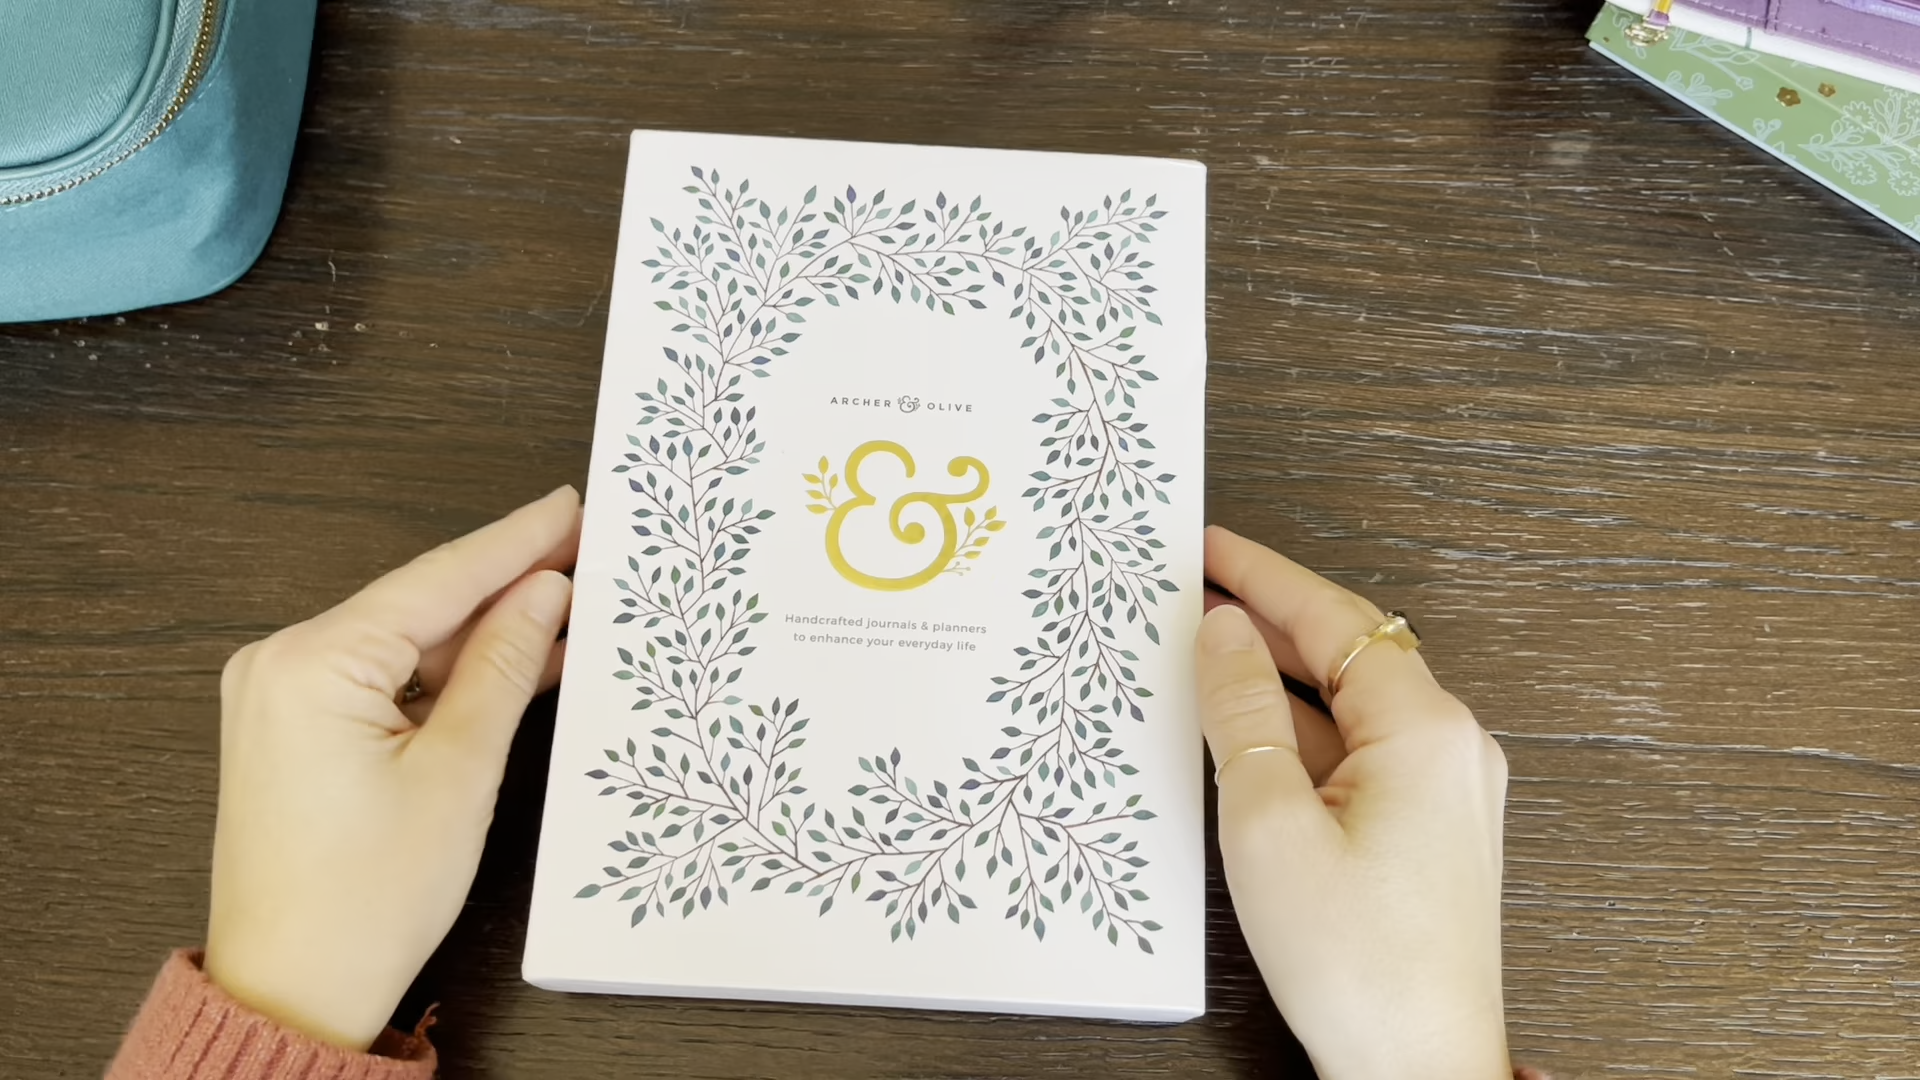 ARCHER & OLIVE
&
Handcrafted journals & planners
to enhance your everyday life